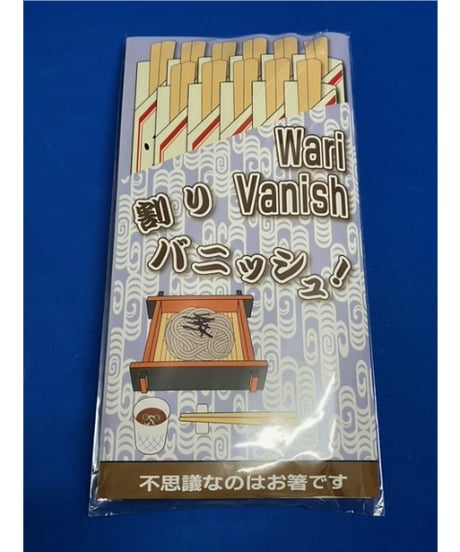 Wari
Vanish
割り
バニッシュ!
不思議なのはお箸です